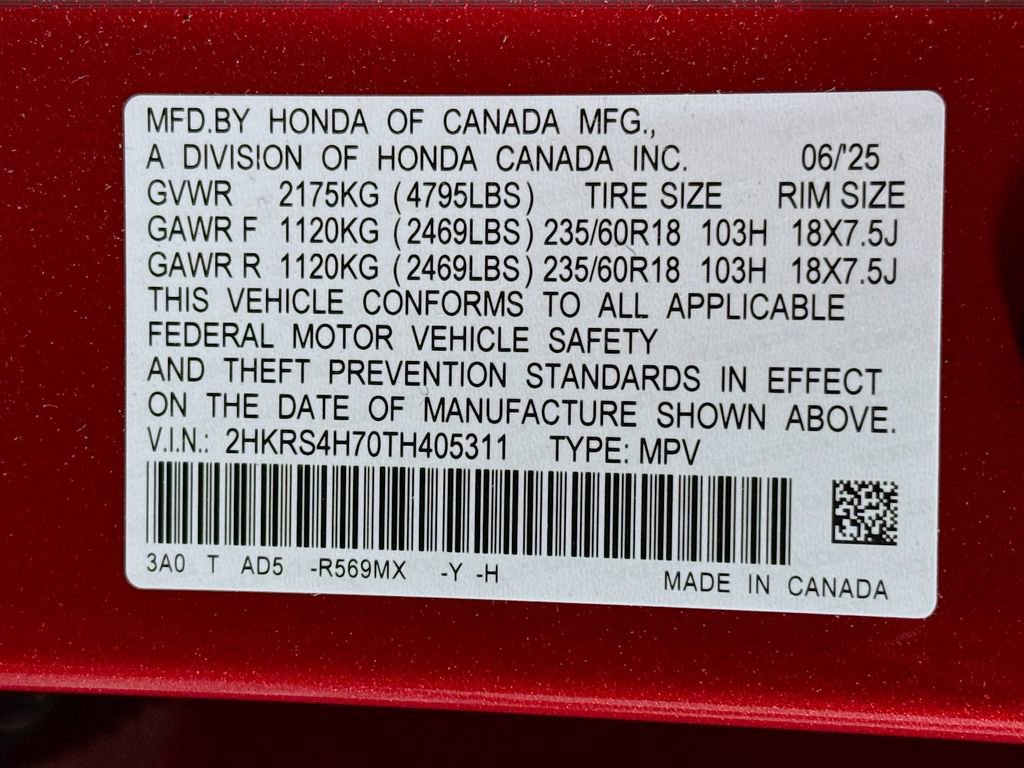 MFD.BY HONDA OF CANADA MFG.,
A DIVISION OF HONDA CANADA INC. 06/'25
GVWR 2175KG (4795LBS) TIRE SIZE RIM SIZE
GAWR F 1120KG (2469LBS) 235/60R18 103H 18X7.5J
GAWR R 1120KG (2469LBS) 235/60R18 103H 18X7.5J
THIS VEHICLE CONFORMS TO ALL APPLICABLE
FEDERAL MOTOR VEHICLE SAFETY
AND THEFT PREVENTION STANDARDS IN EFFECT
ON THE DATE OF MANUFACTURE SHOWN ABOVE.
V.I.N.: 2HKRS4H70TH405311 TYPE: MPV
3A0 T AD5 -R569MX -Y -H
MADE IN CANADA